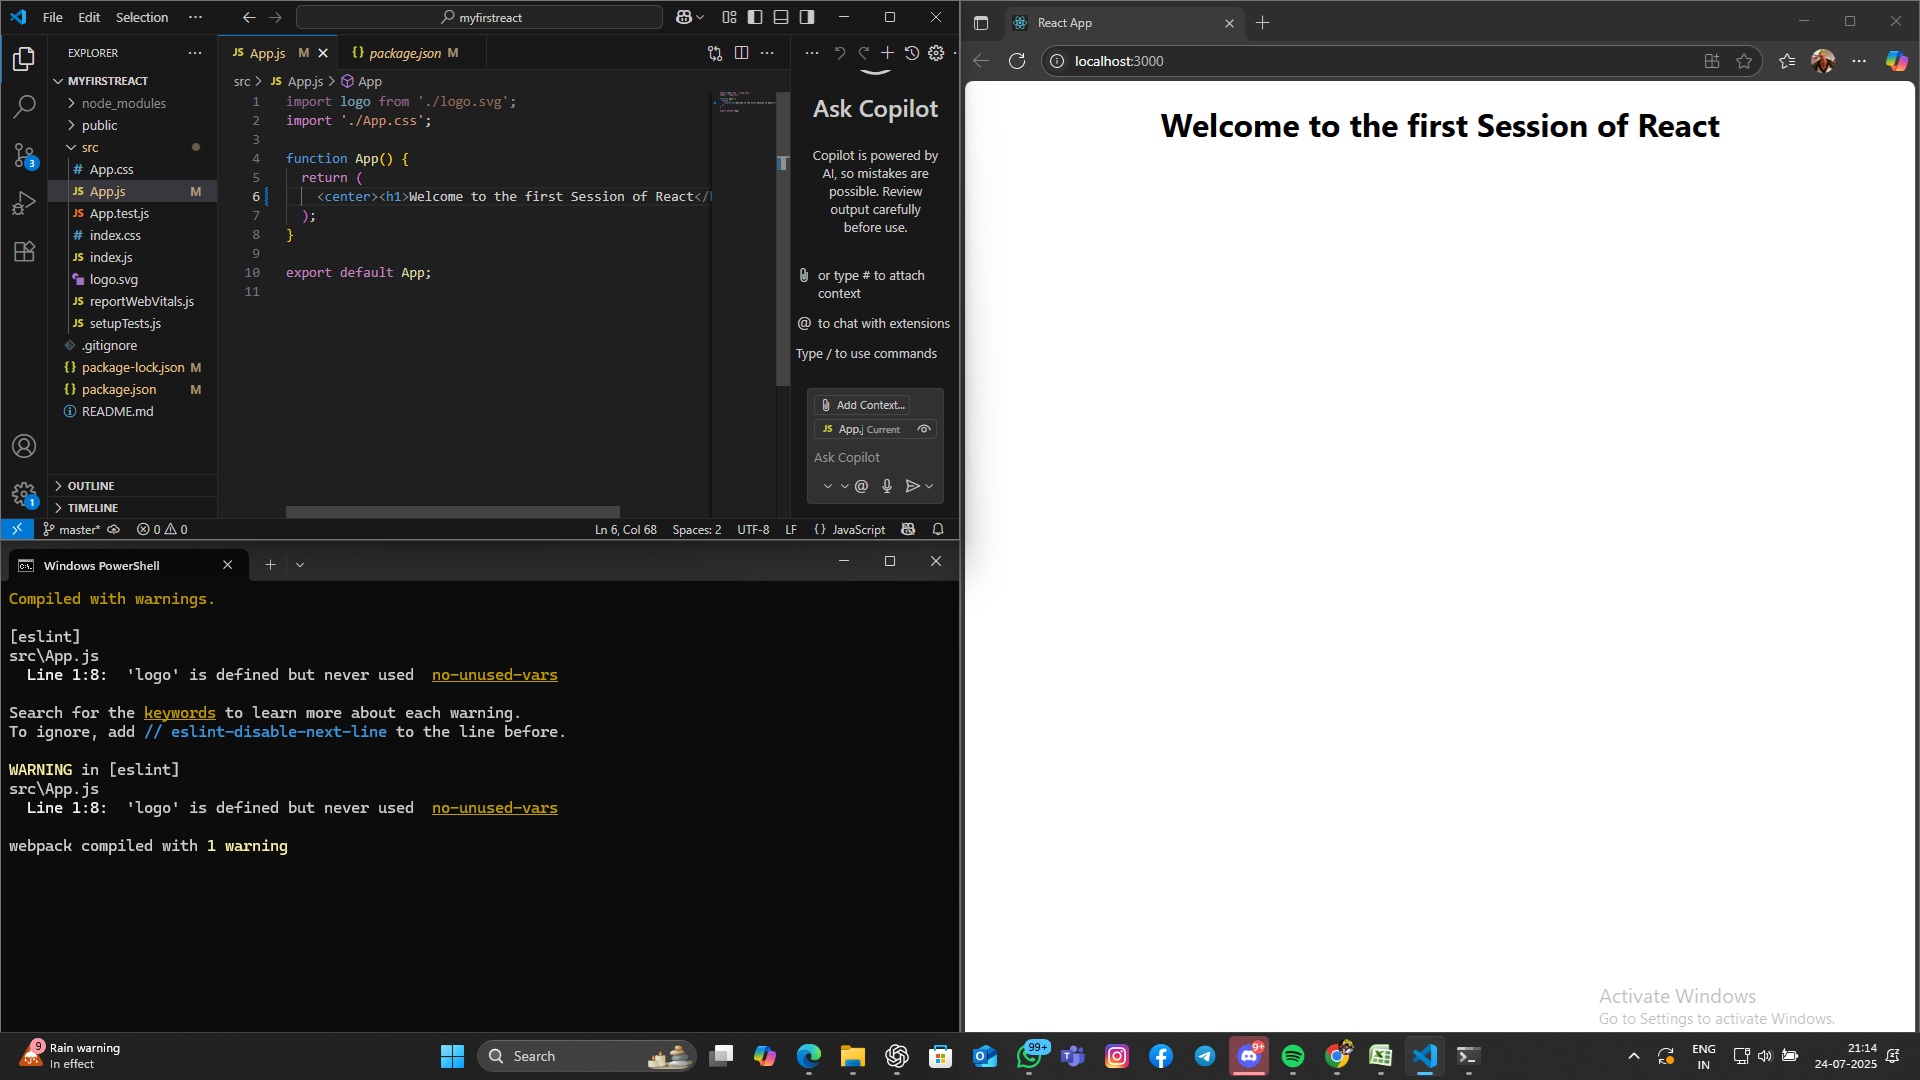 File Edit Selection ···
myfirstreact
EXPLORER
MYFIRSTREACT
node_modules
public
src
# App.css
JS App.js M
JS App.test.js
# index.css
JS index.js
logo.svg
JS reportWebVitals.js
JS setupTests.js
.gitignore
{} package-lock.json M
{} package.json M
README.md
OUTLINE
TIMELINE
3
1
JS App.js M
{} package.json M
src > JS App.js > App
1 import logo from './logo.svg';
2 import './App.css';
3
4 function App() {
5 return (
6 <center><h1>Welcome to the first Session of React</
7 );
8 }
9
10 export default App;
11
Ask Copilot
Copilot is powered by
AI, so mistakes are
possible. Review
output carefully
before use.
or type # to attach
context
@ to chat with extensions
Type / to use commands
Add Context...
JS App.j Current
Ask Copilot
@
master* 0 0 Ln 6, Col 68 Spaces: 2 UTF-8 LF {} JavaScript
Windows PowerShell
Compiled with warnings.
[eslint]
src\App.js
Line 1:8: 'logo' is defined but never used no-unused-vars
Search for the keywords to learn more about each warning.
To ignore, add // eslint-disable-next-line to the line before.
WARNING in [eslint]
src\App.js
Line 1:8: 'logo' is defined but never used no-unused-vars
webpack compiled with 1 warning
React App
localhost:3000
Welcome to the first Session of React
Activate Windows
Go to Settings to activate Windows.
9
Rain warning
In effect
Search
99+
9+
ENG
IN
21:14
24-07-2025